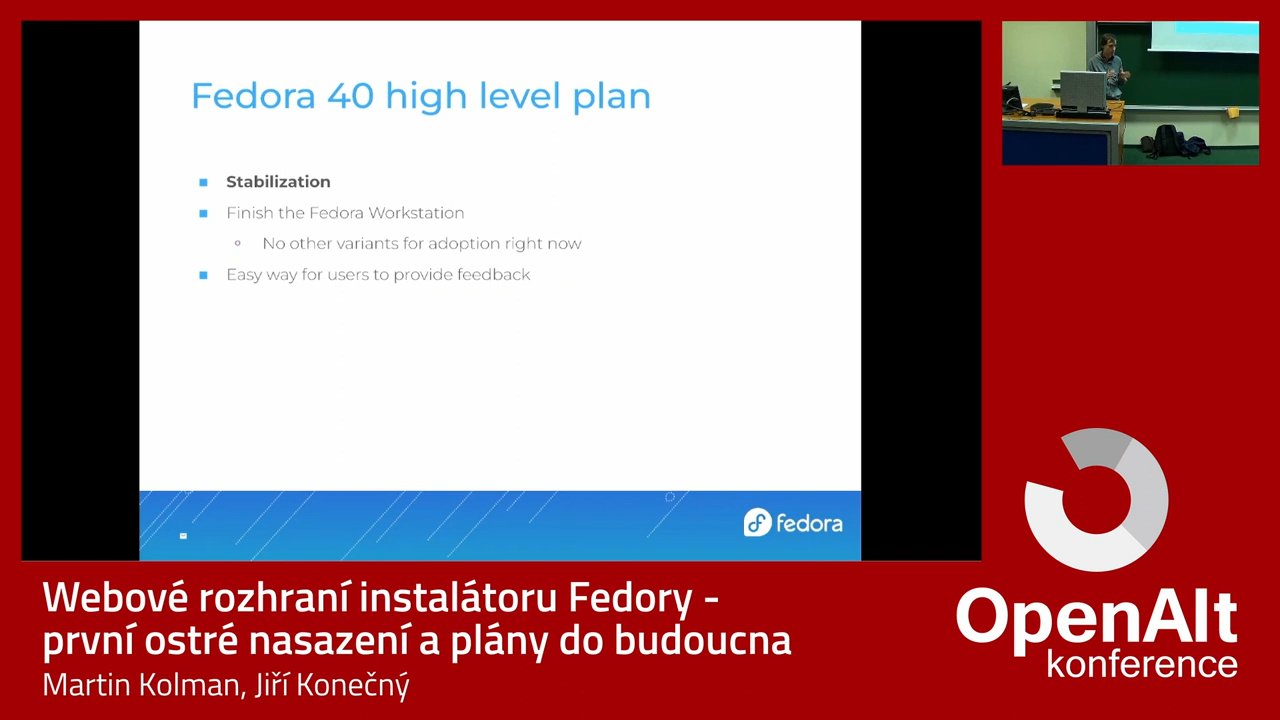 Fedora 40 high level plan
Stabilization
Finish the Fedora Workstation
No other variants for adoption right now
Easy way for users to provide feedback
fedora
Webové rozhraní instalátoru Fedory -
první ostré nasazení a plány do budoucna
Martin Kolman, Jiří Konečný
OpenAlt
konference